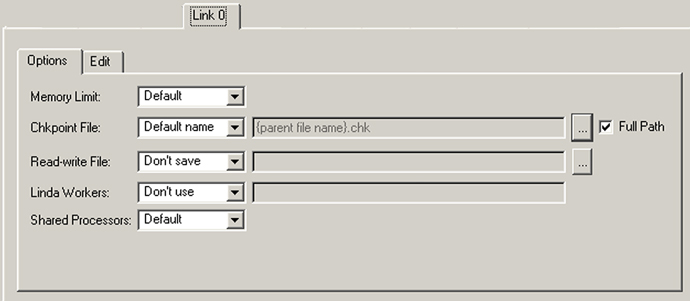 Link 0
Options Edit
Memory Limit: Default
Chkpoint File: Default name {parent file name}.chk ... Full Path
Read-write File: Don't save ...
Linda Workers: Don't use
Shared Processors: Default